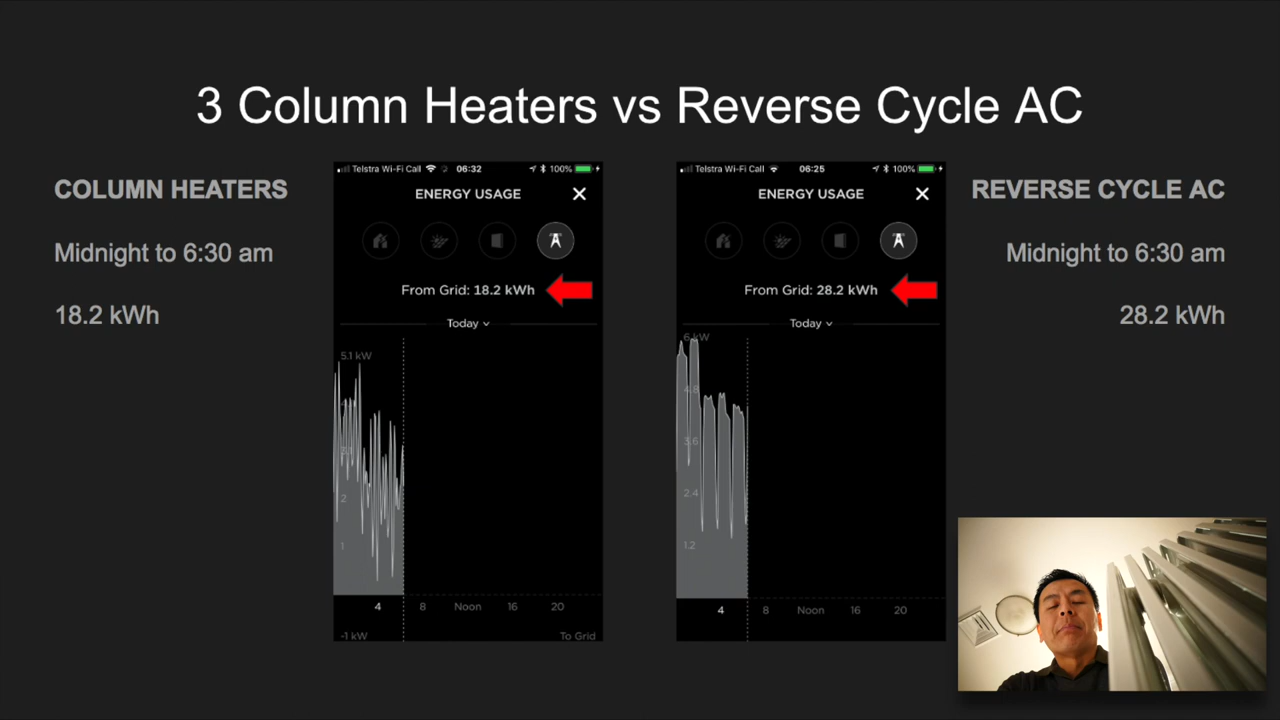 3 Column Heaters vs Reverse Cycle AC
COLUMN HEATERS
Midnight to 6:30 am
18.2 kWh
Telstra Wi-Fi Call 06:32 100%
ENERGY USAGE
From Grid: 18.2 kWh
Today
5.1 kW
2
1
4 8 Noon 16 20
-1 kW To Grid
Telstra Wi-Fi Call 06:25 100%
ENERGY USAGE
From Grid: 28.2 kWh
Today
6 kW
4.8
3.6
2.4
1.2
4 8 Noon 16 20
REVERSE CYCLE AC
Midnight to 6:30 am
28.2 kWh